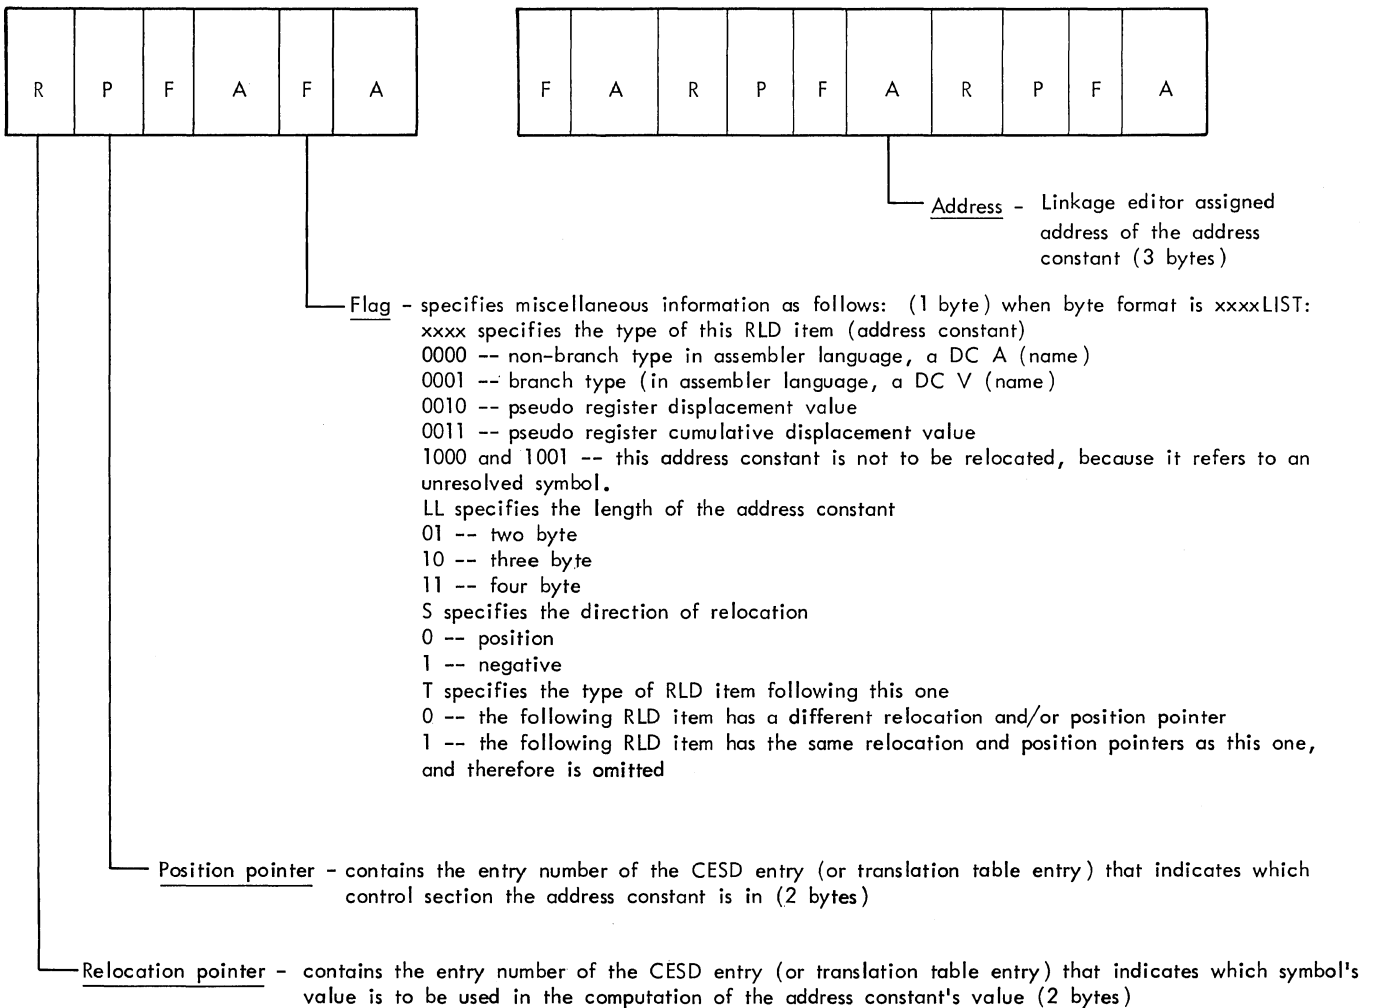 R P F A F A F A R P F A R P F A
Address - Linkage editor assigned
address of the address
constant (3 bytes)
Flag - specifies miscellaneous information as follows: (1 byte) when byte format is xxxxLIST:
xxxx specifies the type of this RLD item (address constant)
0000 -- non-branch type in assembler language, a DC A (name)
0001 -- branch type (in assembler language, a DC V (name)
0010 -- pseudo register displacement value
0011 -- pseudo register cumulative displacement value
1000 and 1001 -- this address constant is not to be relocated, because it refers to an
unresolved symbol.
LL specifies the length of the address constant
01 -- two byte
10 -- three byte
11 -- four byte
S specifies the direction of relocation
0 -- position
1 -- negative
T specifies the type of RLD item following this one
0 -- the following RLD item has a different relocation and/or position pointer
1 -- the following RLD item has the same relocation and position pointers as this one,
and therefore is omitted
Position pointer - contains the entry number of the CESD entry (or translation table entry) that indicates which
control section the address constant is in (2 bytes)
Relocation pointer - contains the entry number of the CESD entry (or translation table entry) that indicates which symbol's
value is to be used in the computation of the address constant's value (2 bytes)